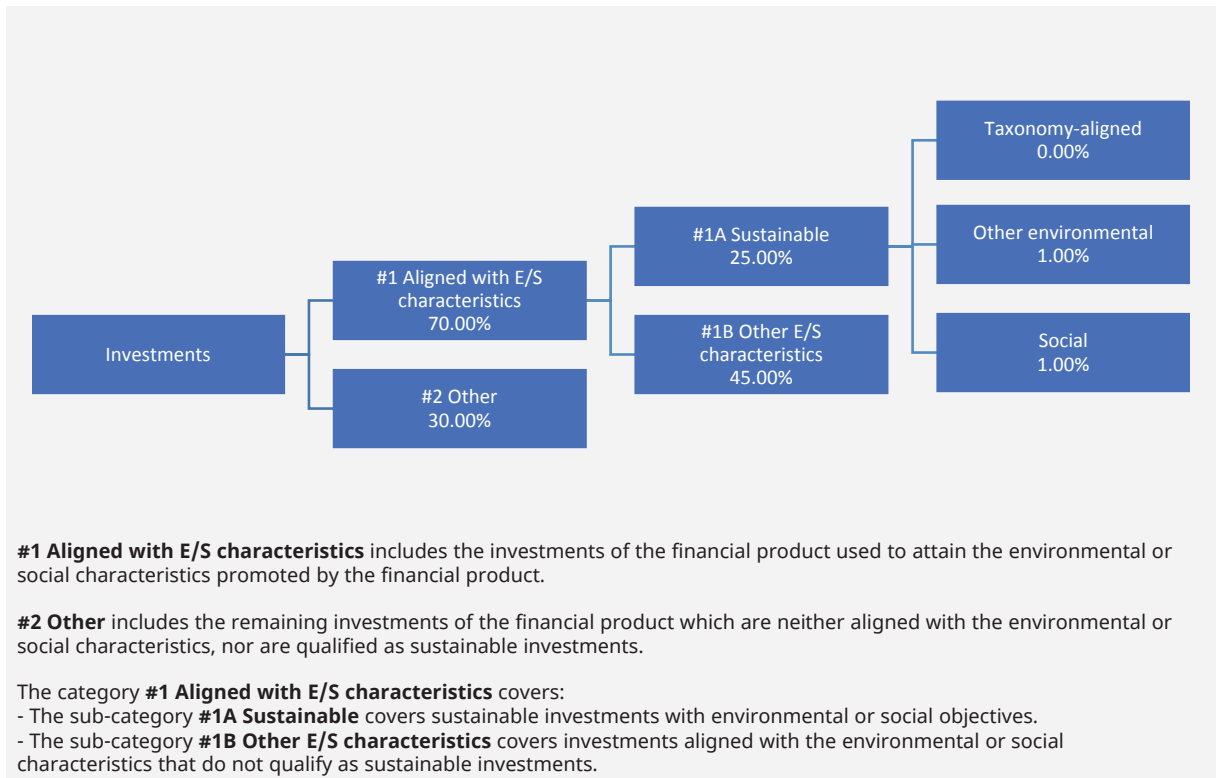 Taxonomy-aligned
0.00%
#1A Sustainable
25.00%
Other environmental
1.00%
#1 Aligned with E/S
characteristics
70.00%
Investments
#1B Other E/S
characteristics
45.00%
Social
1.00%
#2 Other
30.00%
#1 Aligned with E/S characteristics includes the investments of the financial product used to attain the environmental or
social characteristics promoted by the financial product.
#2 Other includes the remaining investments of the financial product which are neither aligned with the environmental or
social characteristics, nor are qualified as sustainable investments.
The category #1 Aligned with E/S characteristics covers:
- The sub-category #1A Sustainable covers sustainable investments with environmental or social objectives.
- The sub-category #1B Other E/S characteristics covers investments aligned with the environmental or social
characteristics that do not qualify as sustainable investments.